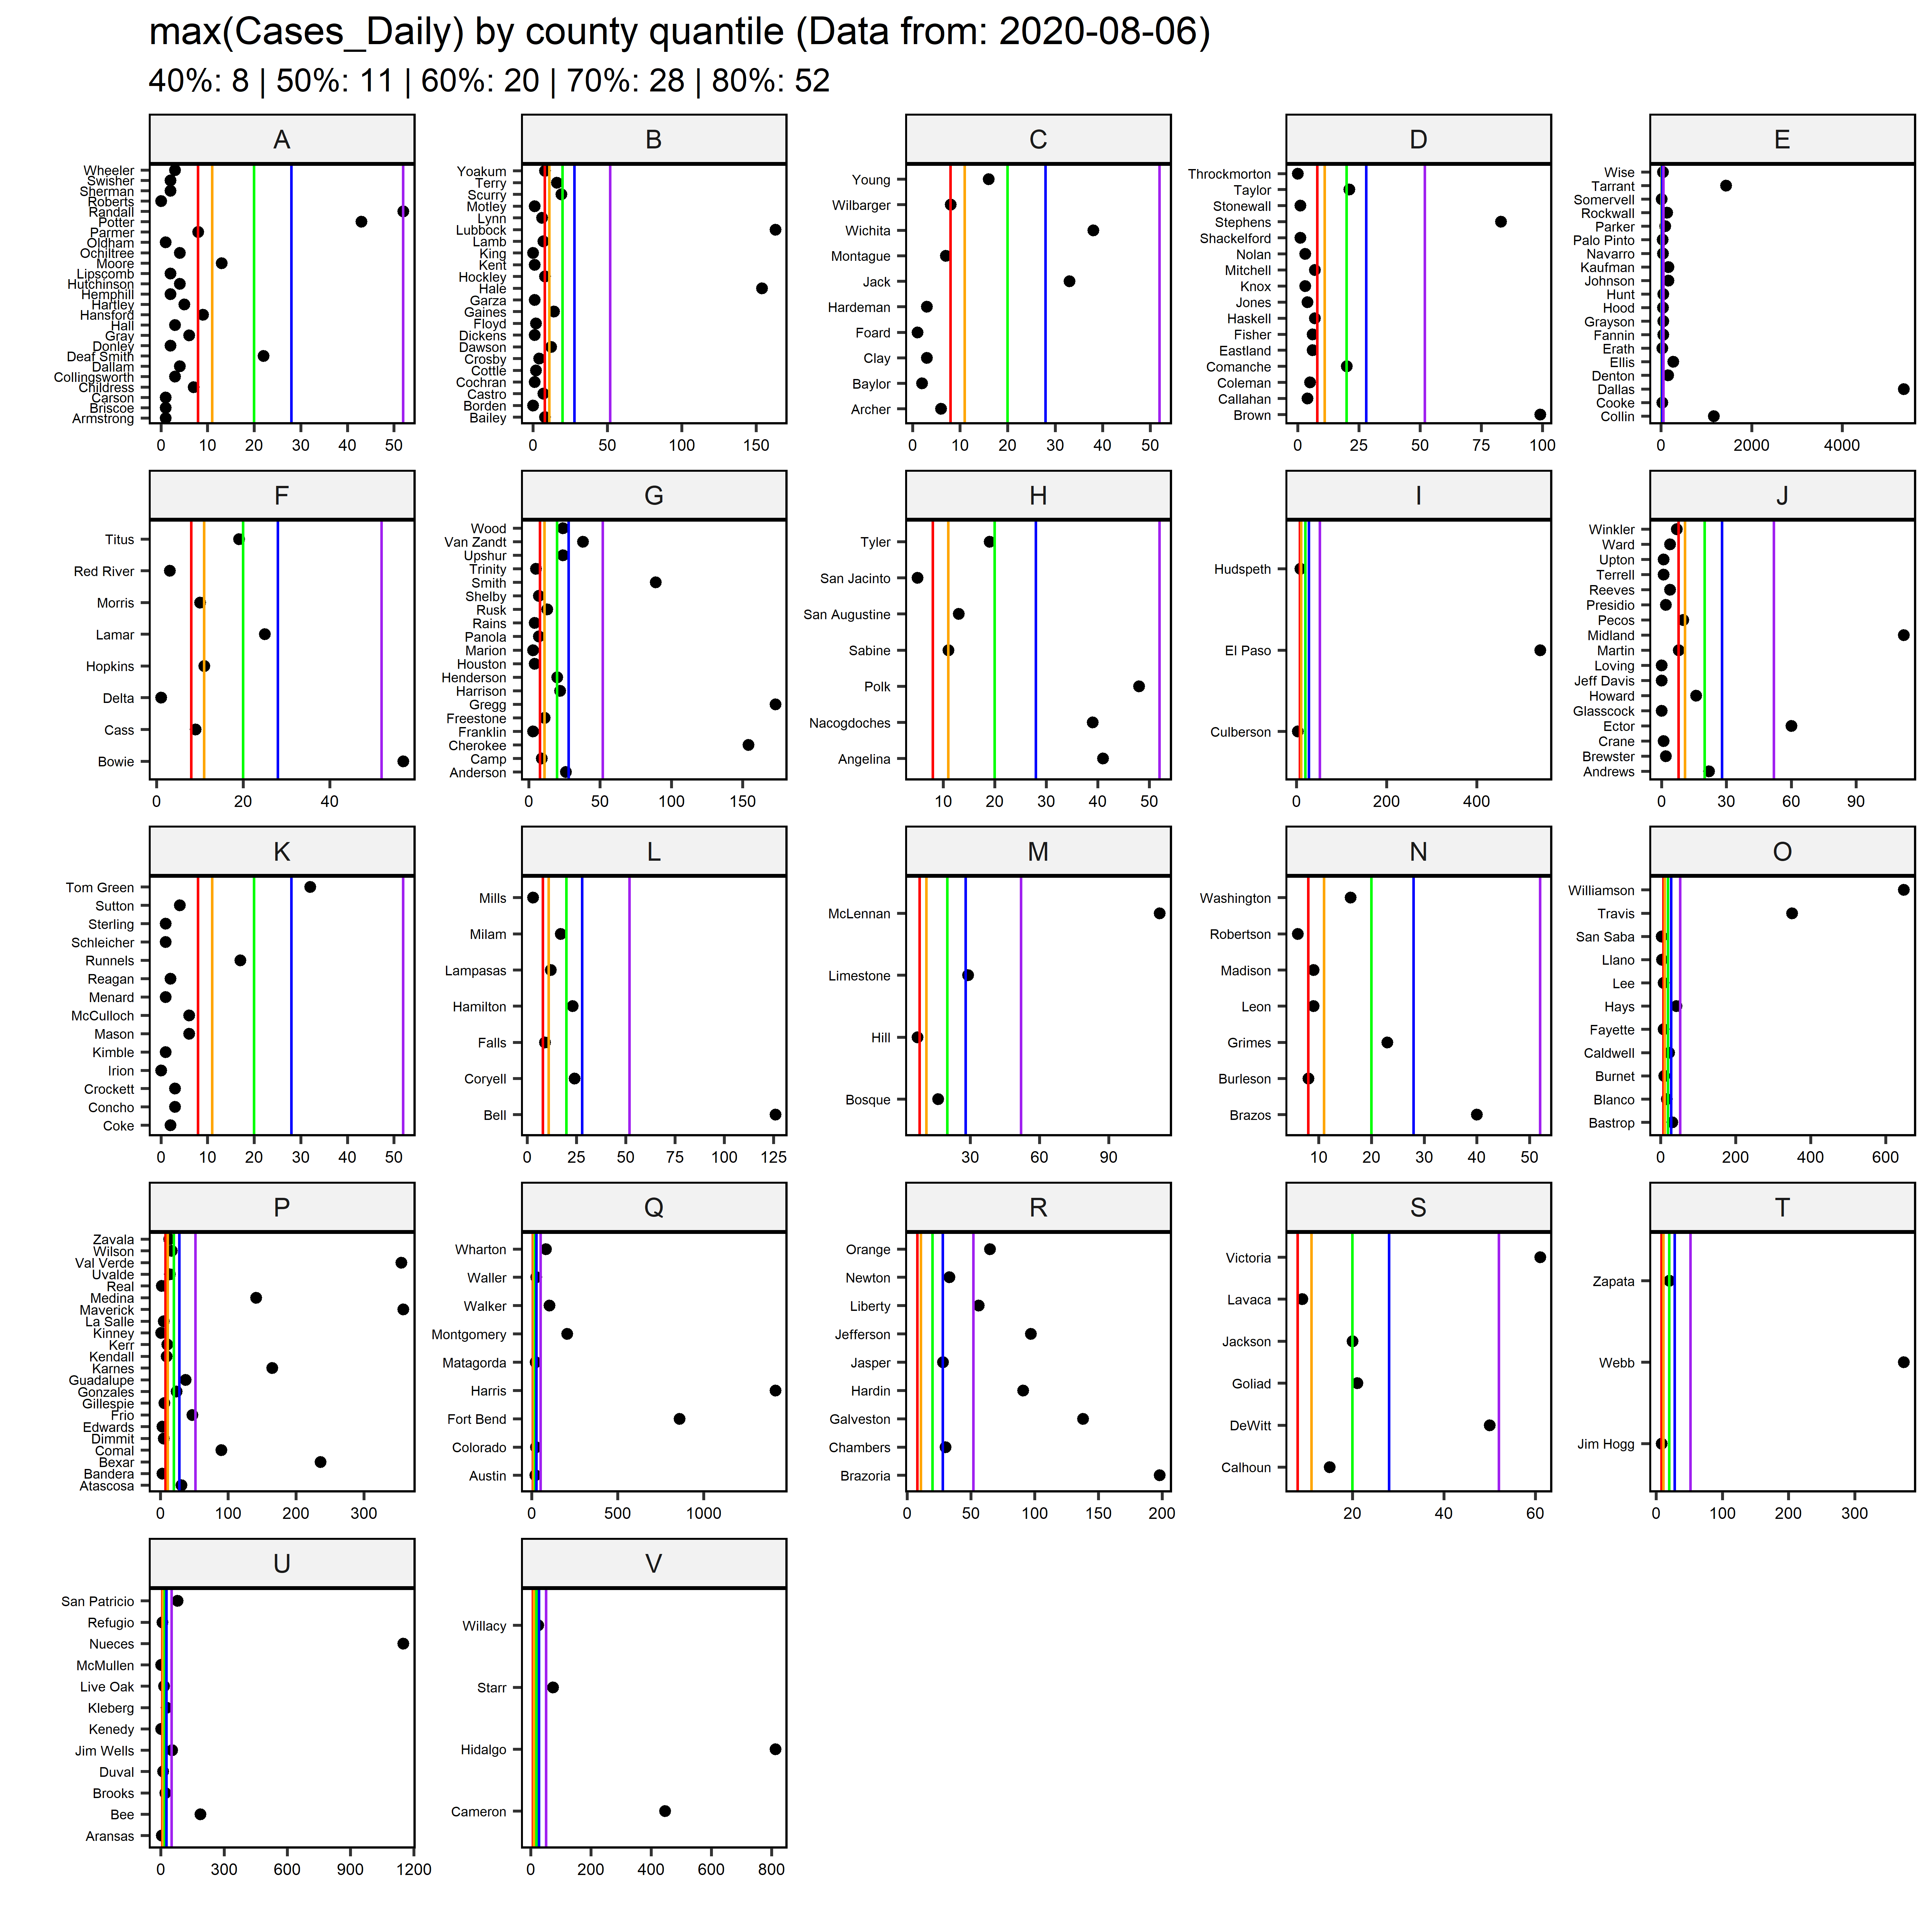 max(Cases_Daily) by county quantile (Data from: 2020-08-06)
40%: 8 | 50%: 11 | 60%: 20 | 70%: 28 | 80%: 52
A
Wheeler
Swisher
Sherman
Roberts
Randall
Potter
Parmer
Oldham
Ochiltree
Moore
Lipscomb
Hutchinson
Hemphill
Hartley
Hansford
Hall
Gray
Donley
Deaf Smith
Dallam
Collingsworth
Childress
Carson
Briscoe
Armstrong
0 10 20 30 40 50
B
Yoakum
Terry
Scurry
Motley
Lynn
Lubbock
Lamb
King
Kent
Hockley
Hale
Garza
Gaines
Floyd
Dickens
Dawson
Crosby
Cottle
Cochran
Castro
Borden
Bailey
0 50 100 150
C
Young
Wilbarger
Wichita
Montague
Jack
Hardeman
Foard
Clay
Baylor
Archer
0 10 20 30 40 50
D
Throckmorton
Taylor
Stonewall
Stephens
Shackelford
Nolan
Mitchell
Knox
Jones
Haskell
Fisher
Eastland
Comanche
Coleman
Callahan
Brown
0 25 50 75 100
E
Wise
Tarrant
Somervell
Rockwall
Parker
Palo Pinto
Navarro
Kaufman
Johnson
Hunt
Hood
Grayson
Fannin
Erath
Ellis
Denton
Dallas
Cooke
Collin
0 2000 4000
F
Titus
Red River
Morris
Lamar
Hopkins
Delta
Cass
Bowie
0 20 40
G
Wood
Van Zandt
Upshur
Trinity
Smith
Shelby
Rusk
Rains
Panola
Marion
Houston
Henderson
Harrison
Gregg
Freestone
Franklin
Cherokee
Camp
Anderson
0 50 100 150
H
Tyler
San Jacinto
San Augustine
Sabine
Polk
Nacogdoches
Angelina
10 20 30 40 50
I
Hudspeth
El Paso
Culberson
0 200 400
J
Winkler
Ward
Upton
Terrell
Reeves
Presidio
Pecos
Midland
Martin
Loving
Jeff Davis
Howard
Glasscock
Ector
Crane
Brewster
Andrews
0 30 60 90
K
Tom Green
Sutton
Sterling
Schleicher
Runnels
Reagan
Menard
McCulloch
Mason
Kimble
Irion
Crockett
Concho
Coke
0 10 20 30 40 50
L
Mills
Milam
Lampasas
Hamilton
Falls
Coryell
Bell
0 25 50 75 100 125
M
McLennan
Limestone
Hill
Bosque
30 60 90
N
Washington
Robertson
Madison
Leon
Grimes
Burleson
Brazos
10 20 30 40 50
O
Williamson
Travis
San Saba
Llano
Lee
Hays
Fayette
Caldwell
Burnet
Blanco
Bastrop
0 200 400 600
P
Zavala
Wilson
Val Verde
Uvalde
Real
Medina
Maverick
La Salle
Kinney
Kerr
Kendall
Karnes
Guadalupe
Gonzales
Gillespie
Frio
Edwards
Dimmit
Comal
Bexar
Bandera
Atascosa
0 100 200 300
Q
Wharton
Waller
Walker
Montgomery
Matagorda
Harris
Fort Bend
Colorado
Austin
0 500 1000
R
Orange
Newton
Liberty
Jefferson
Jasper
Hardin
Galveston
Chambers
Brazoria
0 50 100 150 200
S
Victoria
Lavaca
Jackson
Goliad
DeWitt
Calhoun
20 40 60
T
Zapata
Webb
Jim Hogg
0 100 200 300
U
San Patricio
Refugio
Nueces
McMullen
Live Oak
Kleberg
Kenedy
Jim Wells
Duval
Brooks
Bee
Aransas
0 300 600 900 1200
V
Willacy
Starr
Hidalgo
Cameron
0 200 400 600 800